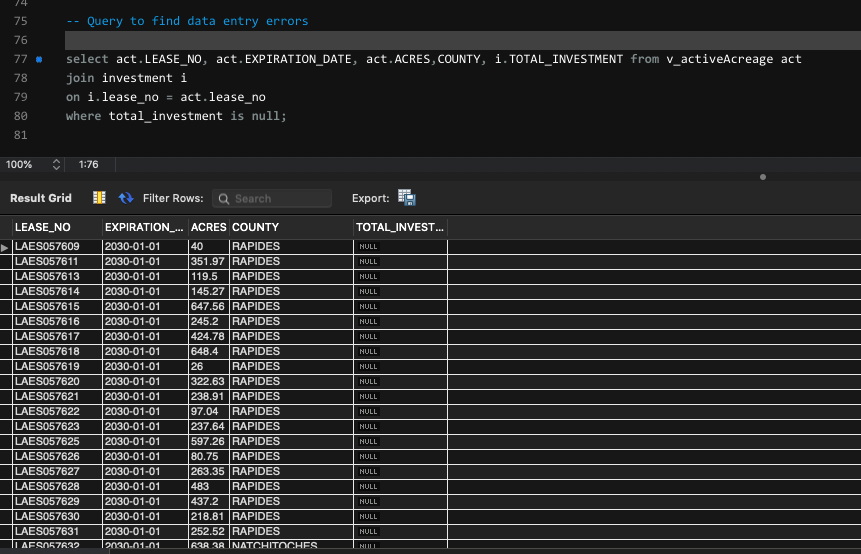 74
75 -- Query to find data entry errors
76
77 select act.LEASE_NO, act.EXPIRATION_DATE, act.ACRES,COUNTY, i.TOTAL_INVESTMENT from v_activeAcreage act
78 join investment i
79 on i.lease_no = act.lease_no
80 where total_investment is null;
81
100% 1:76
Result Grid Filter Rows: Search Export:
LEASE_NO EXPIRATION_... ACRES COUNTY TOTAL_INVEST...
LAES057609 2030-01-01 40 RAPIDES NULL
LAES057611 2030-01-01 351.97 RAPIDES NULL
LAES057613 2030-01-01 119.5 RAPIDES NULL
LAES057614 2030-01-01 145.27 RAPIDES NULL
LAES057615 2030-01-01 647.56 RAPIDES NULL
LAES057616 2030-01-01 245.2 RAPIDES NULL
LAES057617 2030-01-01 424.78 RAPIDES NULL
LAES057618 2030-01-01 648.4 RAPIDES NULL
LAES057619 2030-01-01 26 RAPIDES NULL
LAES057620 2030-01-01 322.63 RAPIDES NULL
LAES057621 2030-01-01 238.91 RAPIDES NULL
LAES057622 2030-01-01 97.04 RAPIDES NULL
LAES057623 2030-01-01 237.64 RAPIDES NULL
LAES057625 2030-01-01 597.26 RAPIDES NULL
LAES057626 2030-01-01 80.75 RAPIDES NULL
LAES057627 2030-01-01 263.35 RAPIDES NULL
LAES057628 2030-01-01 483 RAPIDES NULL
LAES057629 2030-01-01 437.2 RAPIDES NULL
LAES057630 2030-01-01 218.81 RAPIDES NULL
LAES057631 2030-01-01 252.52 RAPIDES NULL
LAES057632 2030-01-01 638.38 NATCHITOCHES NULL